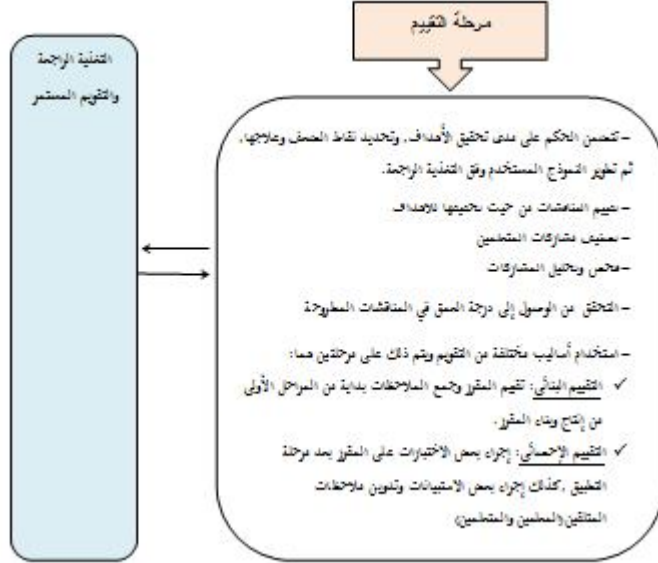 مرحلة التقييم
التغذية الراجعة
والتقويم المستمر
– تتضمن الحكم على مدى تحقيق الأهداف, وتحديد نقاط الضعف وعلاجها,
ثم تطوير النموذج المستخدم وفق التغذية الراجعة.
– تقييم المناقشات من حيث تحقيقها للأهداف
– تصنيف مشاركات المتعلمين
– فحص وتحليل المشاركات
– التحقق من الوصول إلى درجة العمق في المناقشات المطروحة
– استخدام أساليب مختلفة من التقويم ويتم ذلك على مرحلتين هما:
✓ التقييم البنائي: تقييم المقرر وجمع الملاحظات بداية من المراحل الأولى
من إنتاج وبناء المقرر.
✓ التقييم الإحصائي: إجراء بعض الاختبارات على المقرر بعد مرحلة
التطبيق ,كذلك إجراء بعض الاستبيانات وتدوين ملاحظات
المتلقين(المعلمين والمتعلمين)